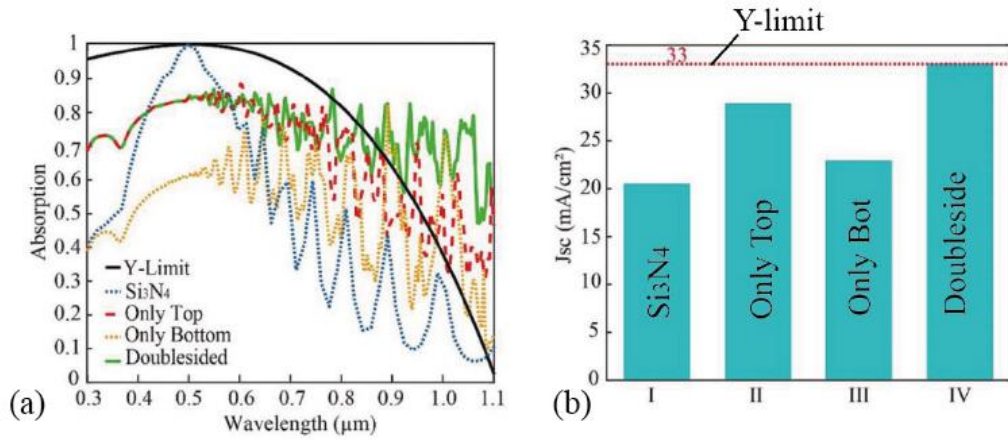 1
0.9
0.8
0.7
0.6
0.5
0.4
0.3
0.2
0.1
0
Absorption
Y-Limit
Si3N4
Only Top
Only Bottom
Doublesided
0.3 0.4 0.5 0.6 0.7 0.8 0.9 1.0 1.1
Wavelength (µm)
(a)
Y-limit
35
33
30
25
20
15
10
5
0
Jsc (mA/cm²)
Si3N4
Only Top
Only Bot
Doubleside
I II III IV
(b)